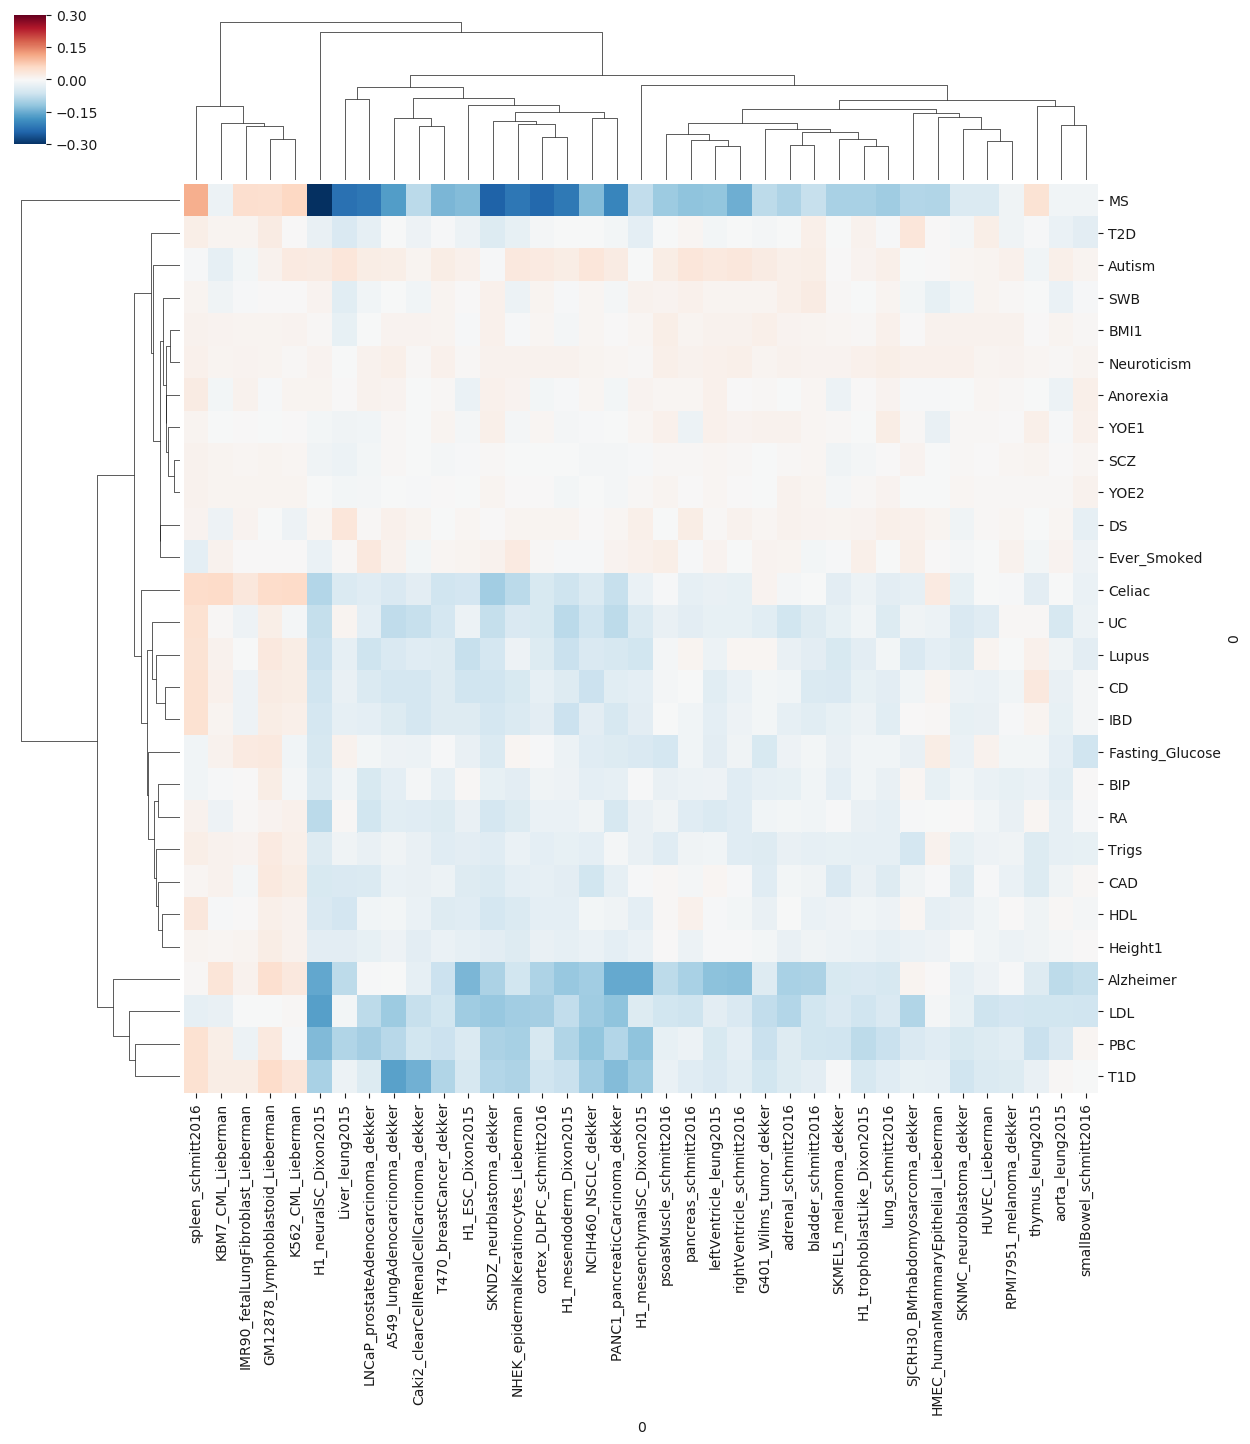 0.30
0.15
0.00
−0.15
−0.30
MS
T2D
Autism
SWB
BMI1
Neuroticism
Anorexia
YOE1
SCZ
YOE2
DS
Ever_Smoked
Celiac
UC
Lupus
CD
IBD
Fasting_Glucose
BIP
RA
Trigs
CAD
HDL
Height1
Alzheimer
LDL
PBC
T1D
0
spleen_schmitt2016
KBM7_CML_Lieberman
IMR90_fetalLungFibroblast_Lieberman
GM12878_lymphoblastoid_Lieberman
K562_CML_Lieberman
H1_neuralSC_Dixon2015
Liver_leung2015
LNCaP_prostateAdenocarcinoma_dekker
A549_lungAdenocarcinoma_dekker
Caki2_clearCellRenalCellCarcinoma_dekker
T470_breastCancer_dekker
H1_ESC_Dixon2015
SKNDZ_neurblastoma_dekker
NHEK_epidermalKeratinocytes_Lieberman
cortex_DLPFC_schmitt2016
H1_mesendoderm_Dixon2015
NCIH460_NSCLC_dekker
PANC1_pancreaticCarcinoma_dekker
H1_mesenchymalSC_Dixon2015
psoasMuscle_schmitt2016
pancreas_schmitt2016
leftVentricle_leung2015
rightVentricle_schmitt2016
G401_Wilms_tumor_dekker
adrenal_schmitt2016
bladder_schmitt2016
SKMEL5_melanoma_dekker
H1_trophoblastLike_Dixon2015
lung_schmitt2016
SJCRH30_BMrhabdomyosarcoma_dekker
HMEC_humanMammaryEpithelial_Lieberman
SKNMC_neuroblastoma_dekker
HUVEC_Lieberman
RPMI7951_melanoma_dekker
thymus_leung2015
aorta_leung2015
smallBowel_schmitt2016
0